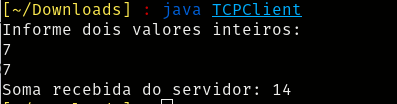 [~/Downloads] : java TCPClient
Informe dois valores inteiros:
7
7
Soma recebida do servidor: 14